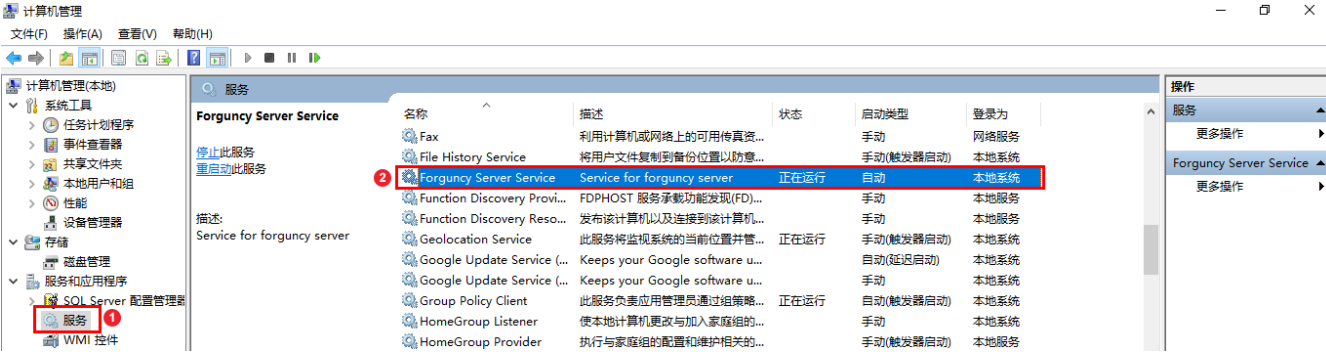 计算机管理
文件(F) 操作(A) 查看(V) 帮助(H)
计算机管理(本地)
系统工具
任务计划程序
事件查看器
共享文件夹
本地用户和组
性能
设备管理器
存储
磁盘管理
服务和应用程序
SQL Server 配置管理器
服务 1
WMI 控件
服务
Forguncy Server Service
停止此服务
重启动此服务
描述:
Service for forguncy server
名称 描述 状态 启动类型 登录为
Fax 利用计算机或网络上的可用传真资... 手动 网络服务
File History Service 将用户文件复制到备份位置以防意... 手动(触发器启动) 本地系统
2 Forguncy Server Service Service for forguncy server 正在运行 自动 本地系统
Function Discovery Provi... FDPHOST 服务承载功能发现(FD)... 手动 本地服务
Function Discovery Reso... 发布该计算机以及连接到该计算机... 手动 本地服务
Geolocation Service 此服务将监视系统的当前位置并管... 正在运行 手动(触发器启动) 本地系统
Google Update Service (... Keeps your Google software u... 自动(延迟启动) 本地系统
Google Update Service (... Keeps your Google software u... 手动 本地系统
Group Policy Client 此服务负责应用管理员通过组策略... 正在运行 自动(触发器启动) 本地系统
HomeGroup Listener 使本地计算机更改与加入家庭组的... 手动 本地系统
HomeGroup Provider 执行与家庭组的配置和维护相关的... 手动(触发器启动) 本地服务
操作
服务
更多操作
Forguncy Server Service
更多操作